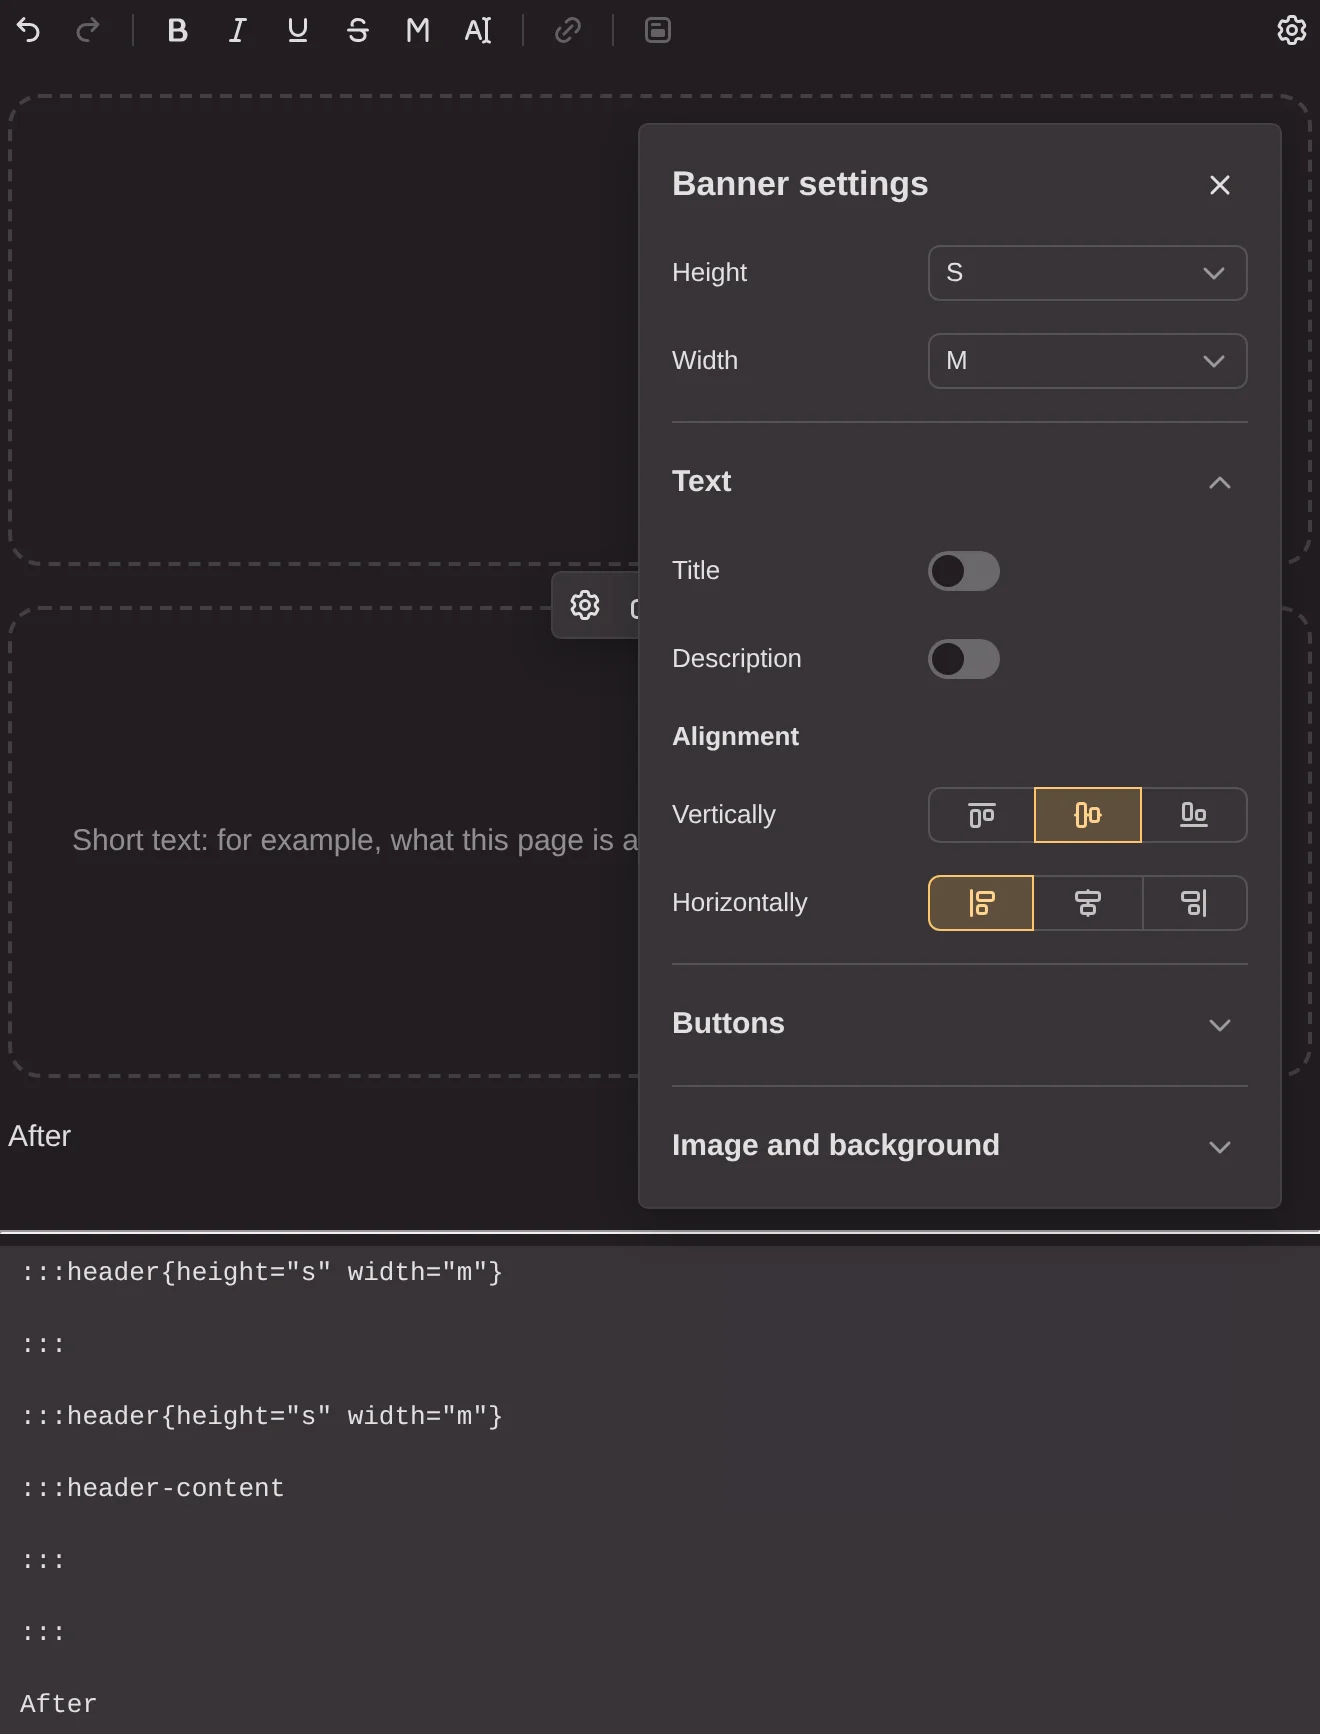 Banner settings
Height
S
Width
M
Text
Title
Description
Alignment
Vertically
Horizontally
Buttons
Image and background
Short text: for example, what this page is a
After
:::header{height="s" width="m"}
:::
:::header{height="s" width="m"}
:::header-content
:::
:::
After